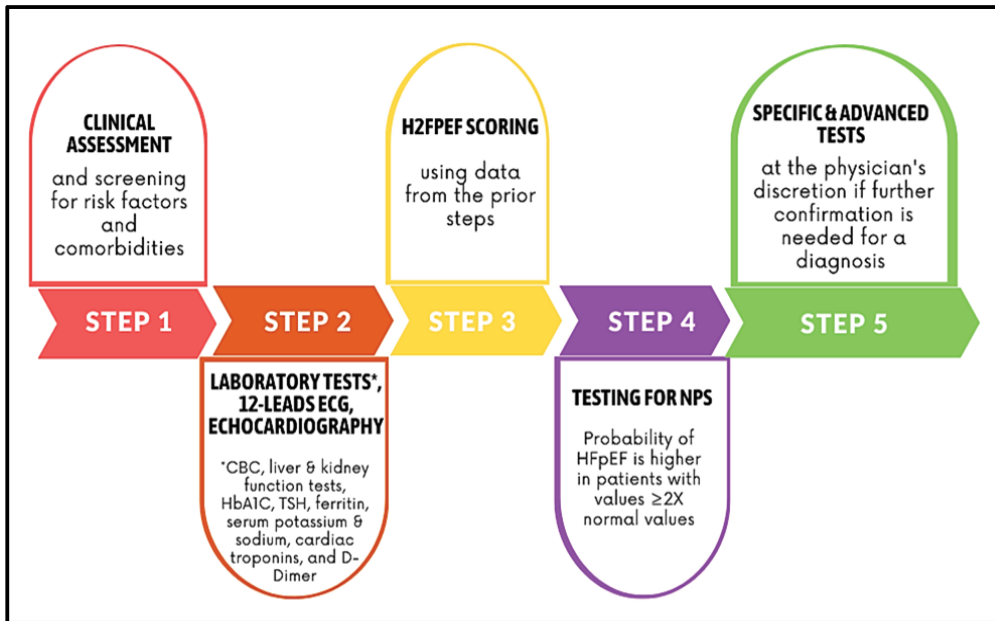 CLINICAL
ASSESSMENT
and screening
for risk factors
and
comorbidities
STEP 1
STEP 2
LABORATORY TESTS*,
12-LEADS ECG,
ECHOCARDIOGRAPHY
*CBC, liver & kidney
function tests,
HbA1C, TSH, ferritin,
serum potassium &
sodium, cardiac
troponins, and D-
Dimer
H2FPEF SCORING
using data
from the prior
steps
STEP 3
STEP 4
TESTING FOR NPS
Probability of
HFpEF is higher
in patients with
values ≥2X
normal values
SPECIFIC & ADVANCED
TESTS
at the physician's
discretion if further
confirmation is
needed for a
diagnosis
STEP 5